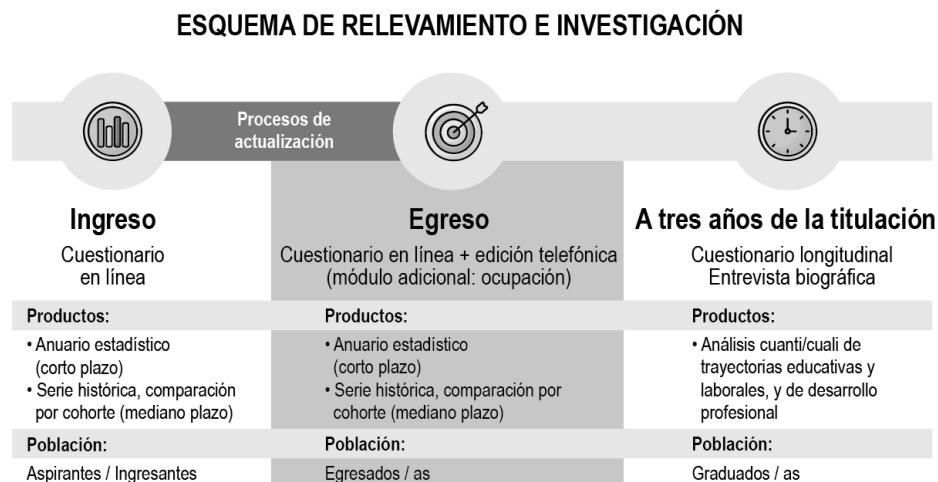 ESQUEMA DE RELEVAMIENTO E INVESTIGACIÓN
Procesos de
actualización
Ingreso
Cuestionario
en línea
Productos:
• Anuario estadístico
(corto plazo)
• Serie histórica, comparación
por cohorte (mediano plazo)
Población:
Aspirantes / Ingresantes
Egreso
Cuestionario en línea + edición telefónica
(módulo adicional: ocupación)
Productos:
• Anuario estadístico
(corto plazo)
• Serie histórica, comparación por
cohorte (mediano plazo)
Población:
Egresados / as
A tres años de la titulación
Cuestionario longitudinal
Entrevista biográfica
Productos:
• Análisis cuanti/cuali de
trayectorias educativas y
laborales, y de desarrollo
profesional
Población:
Graduados / as